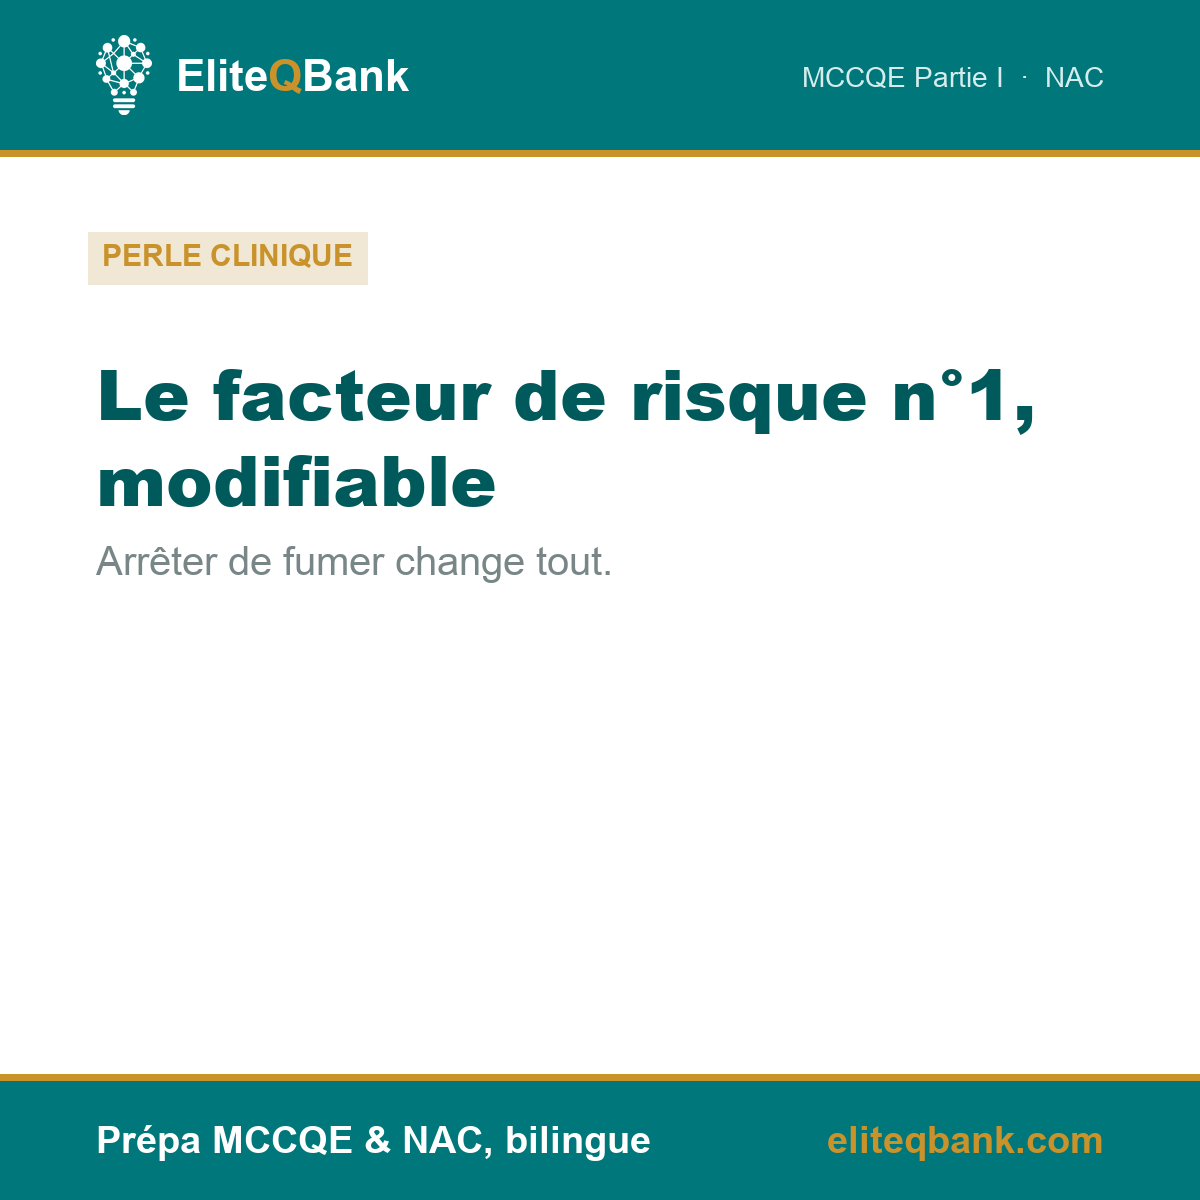 EliteQBank
MCCQE Partie I · NAC
PERLE CLINIQUE
Le facteur de risque n°1,
modifiable
Arrêter de fumer change tout.
Prépa MCCQE & NAC, bilingue
eliteqbank.com